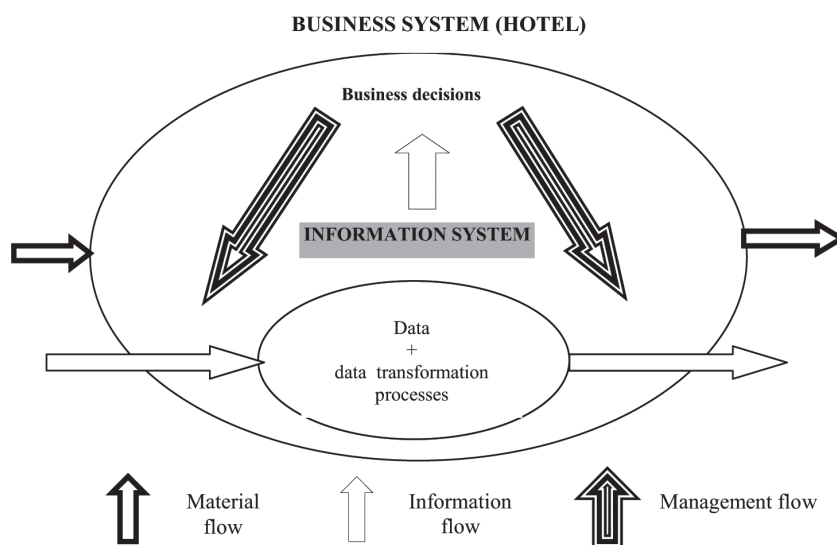 BUSINESS SYSTEM (HOTEL)
Business decisions
INFORMATION SYSTEM
Data
+
data transformation
processes
Material
flow
Information
flow
Management flow